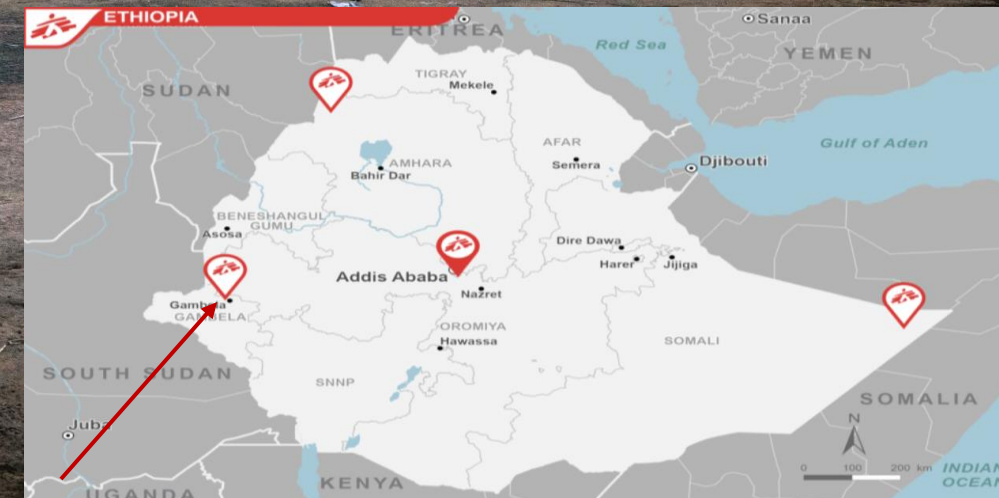 ETHIOPIA
ERITREA
Sanaa
Red Sea
YEMEN
TIGRAY
Mekele
SUDAN
AFAR
Gulf of Aden
Djibouti
AMHARA
Semera
Bahir Dar
BENESHANGUL
GUMU
Asosa
Dire Dawa
Harer
Jijiga
Addis Ababa
Nazret
Gambela
GAMBELA
OROMIYA
Hawassa
SOMALI
SOUTH SUDAN
SNNP
SOMALIA
N
Juba
0 100 200 km
INDIAN
OCEAN
KENYA
UGANDA